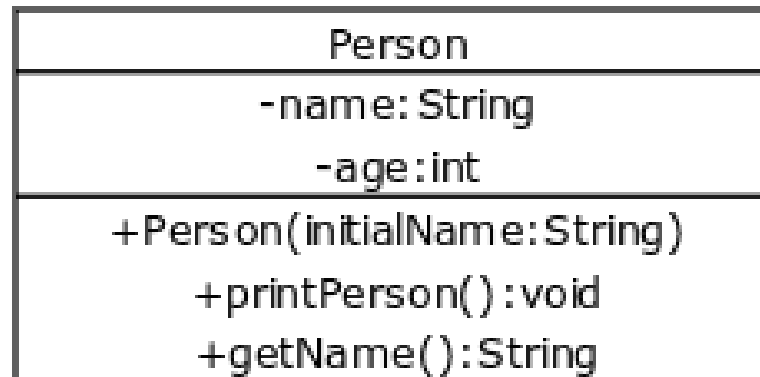 Person
-name:String
-age:int
+Person(initialName:String)
+printPerson():void
+getName():String